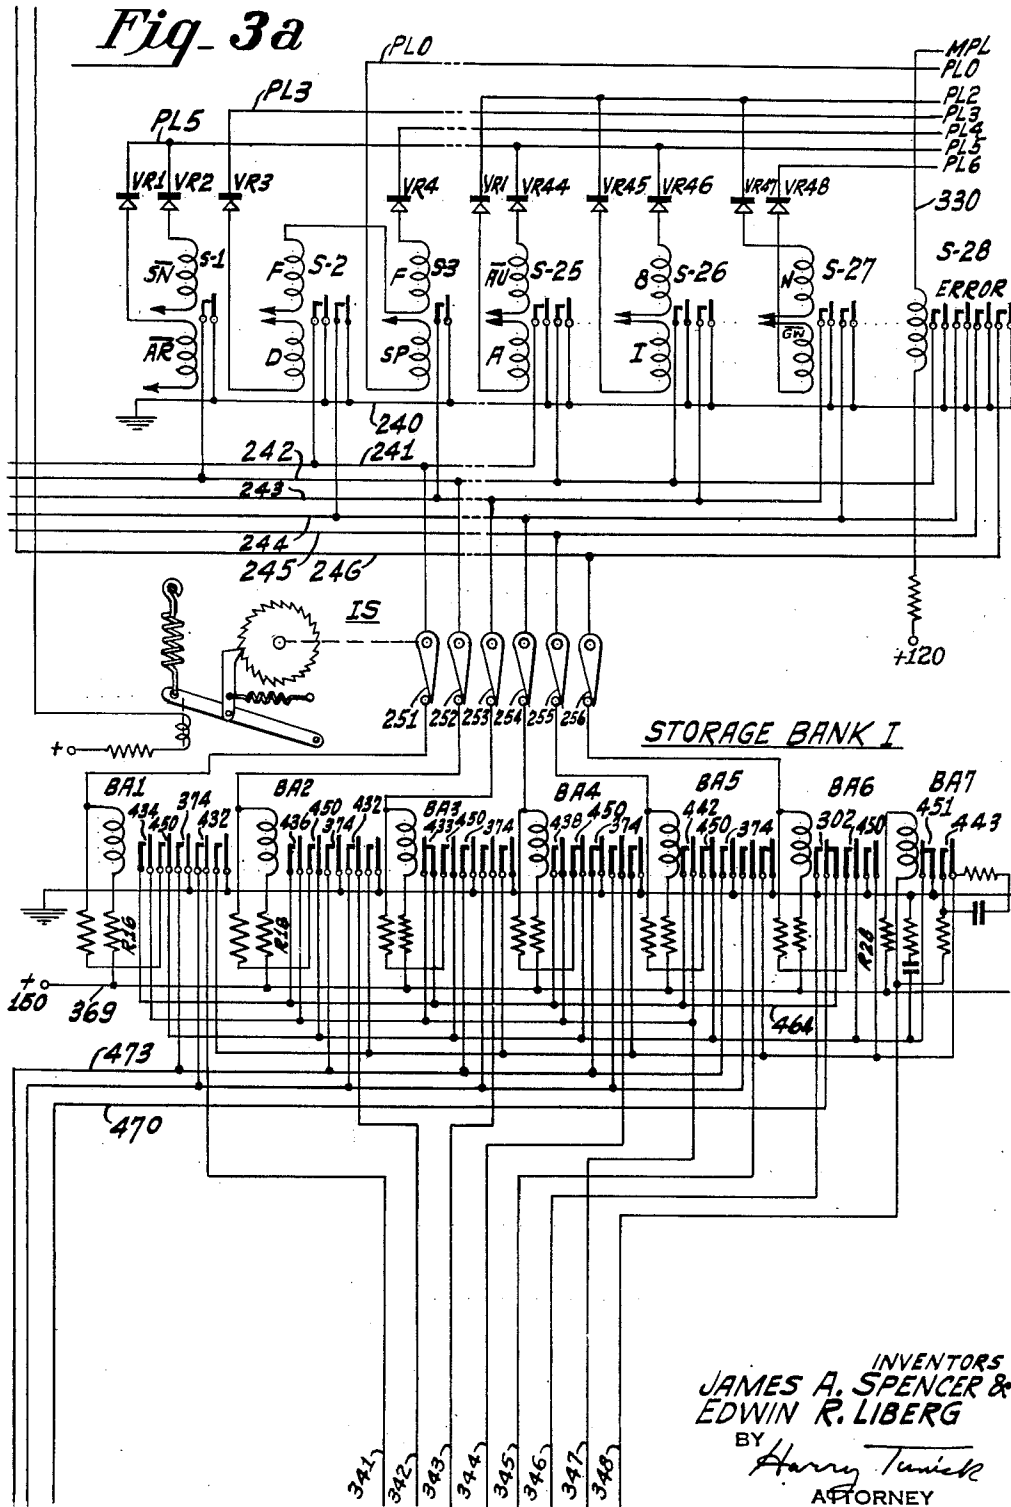 Fig. 3a
PL0
MPL
PL0
PL3
PL2
PL3
PL5
PL4
PL5
PL6
VR1 VR2 VR3 VR4 VR1 VR44 VR45 VR46 VR47 VR48
330
SN S-1 F S-2 F S3 AU S-25 B S-26 N S-27 S-28
ERROR
AR D SP A I GW
240
242 241
243
244
245 246
IS
+120
251 252 253 254 255 256
STORAGE BANK I
+
BA1 BA2 BA3 BA4 BA5 BA6 BA7
434 450 374 432 436 450 374 432 433 450 374 438 450 374 442 450 374 302 450 451 443
R16 R18 R28
+
150
369
464
473
470
341 342 343 344 345 346 347 348
INVENTORS
JAMES A. SPENCER &
EDWIN R. LIBERG
BY
Harry Tunick
ATTORNEY